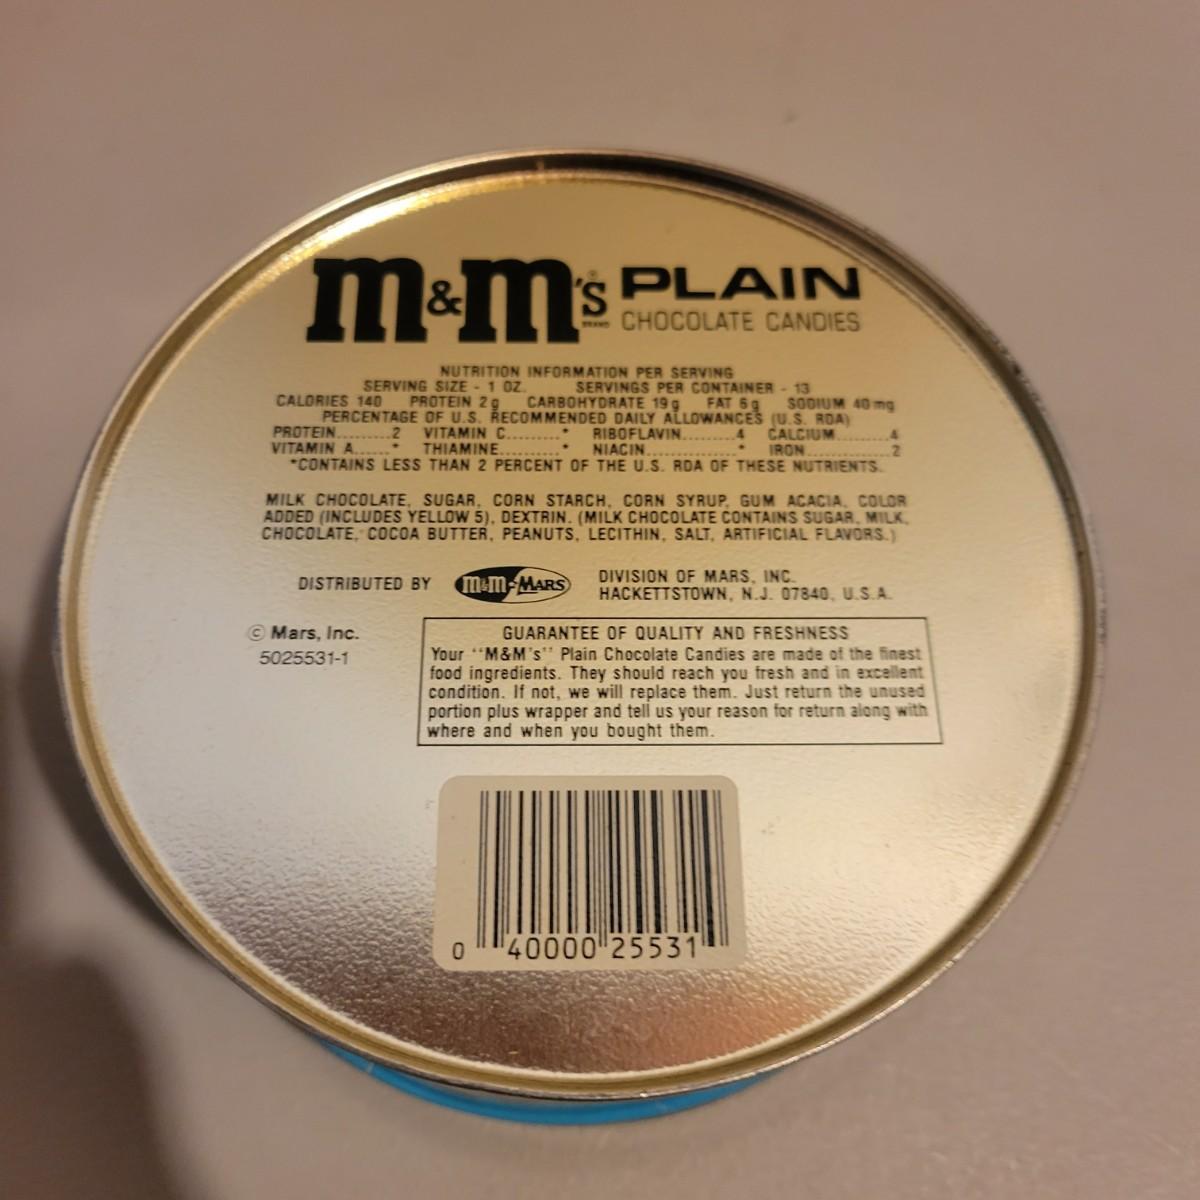 m&m's® PLAIN
BRAND CHOCOLATE CANDIES
NUTRITION INFORMATION PER SERVING
SERVING SIZE - 1 OZ. SERVINGS PER CONTAINER - 13
CALORIES 140 PROTEIN 2g CARBOHYDRATE 19g FAT 6g SODIUM 40mg
PERCENTAGE OF U.S. RECOMMENDED DAILY ALLOWANCES (U.S. RDA)
PROTEIN........2 VITAMIN C........* RIBOFLAVIN........4 CALCIUM........4
VITAMIN A......* THIAMINE.........* NIACIN..............* IRON............2
*CONTAINS LESS THAN 2 PERCENT OF THE U.S. RDA OF THESE NUTRIENTS.
MILK CHOCOLATE, SUGAR, CORN STARCH, CORN SYRUP, GUM ACACIA, COLOR
ADDED (INCLUDES YELLOW 5), DEXTRIN. (MILK CHOCOLATE CONTAINS SUGAR, MILK,
CHOCOLATE, COCOA BUTTER, PEANUTS, LECITHIN, SALT, ARTIFICIAL FLAVORS.)
DISTRIBUTED BY m&m-MARS DIVISION OF MARS, INC.
HACKETTSTOWN, N.J. 07840, U.S.A.
© Mars, Inc.
5025531-1
GUARANTEE OF QUALITY AND FRESHNESS
Your "M&M's" Plain Chocolate Candies are made of the finest
food ingredients. They should reach you fresh and in excellent
condition. If not, we will replace them. Just return the unused
portion plus wrapper and tell us your reason for return along with
where and when you bought them.
0 40000 25531